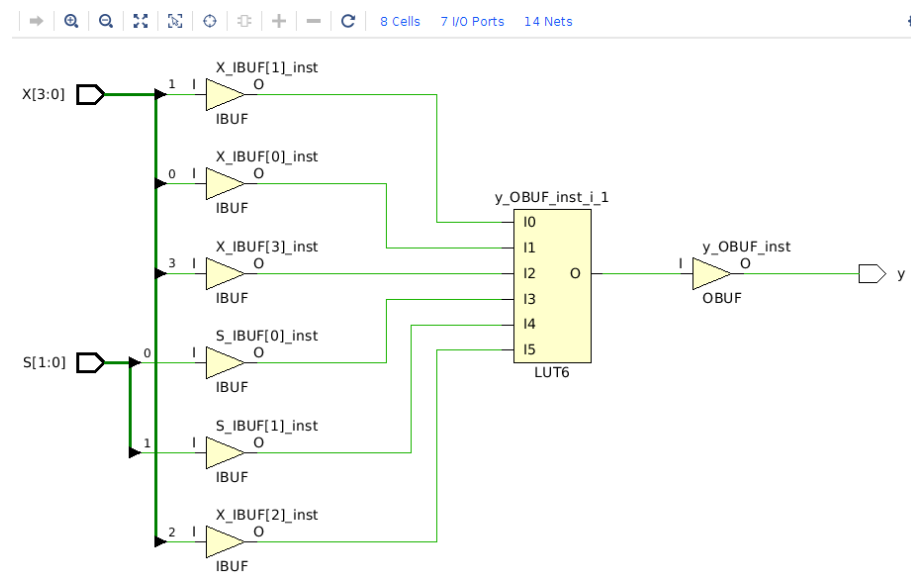 8 Cells 7 I/O Ports 14 Nets
X_IBUF[1]_inst
X[3:0] 1 I O
IBUF
X_IBUF[0]_inst
0 I O
IBUF
y_OBUF_inst_i_1
I0
I1
X_IBUF[3]_inst
3 I O
IBUF
I2 O
y_OBUF_inst
I O y
OBUF
I3
I4
I5
LUT6
S_IBUF[0]_inst
S[1:0] 0 I O
IBUF
S_IBUF[1]_inst
1 I O
IBUF
X_IBUF[2]_inst
2 I O
IBUF